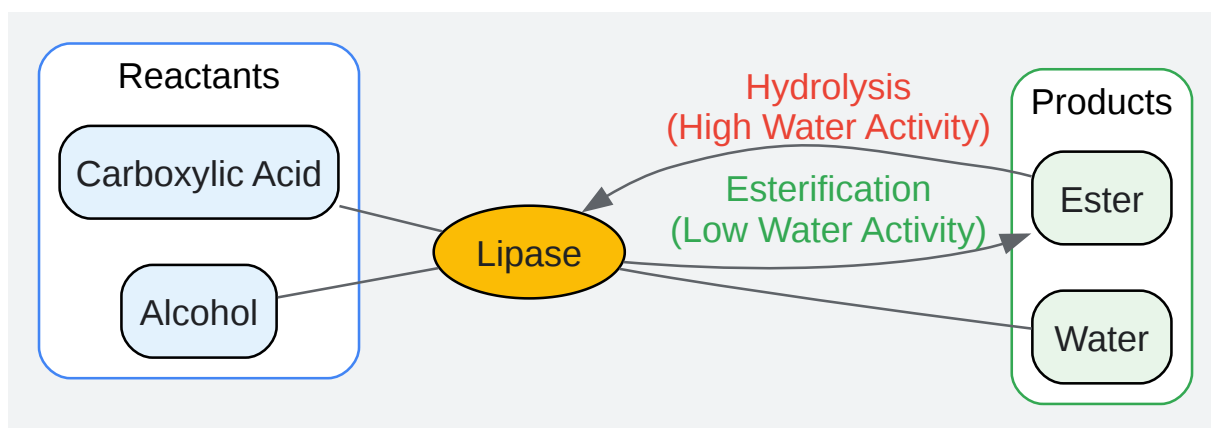 Reactants
Carboxylic Acid
Alcohol
Lipase
Hydrolysis
(High Water Activity)
Esterification
(Low Water Activity)
Products
Ester
Water